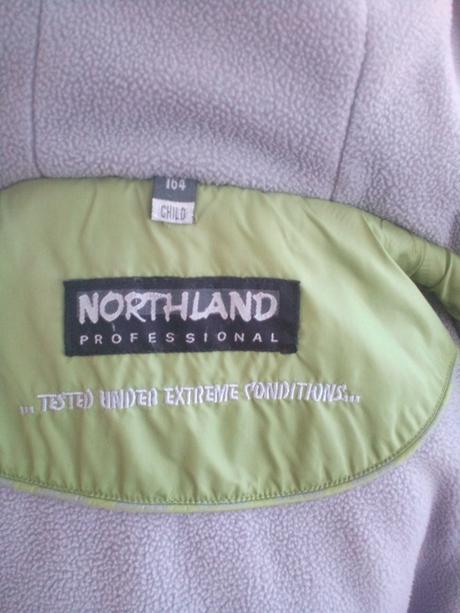 164
CHILD
NORTHLAND
PROFESSIONAL
...TESTED UNDER EXTREME CONDITIONS...